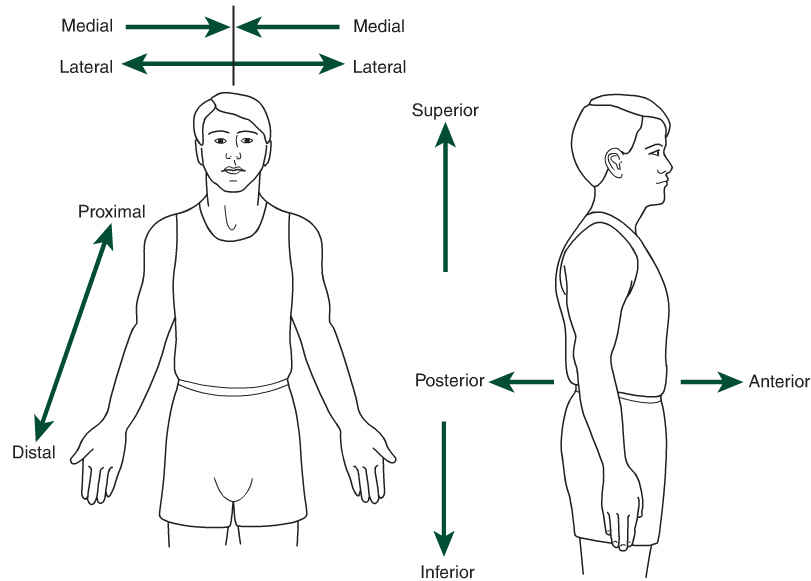 Medial
Medial
Lateral
Lateral
Superior
Proximal
Posterior
Anterior
Distal
Inferior